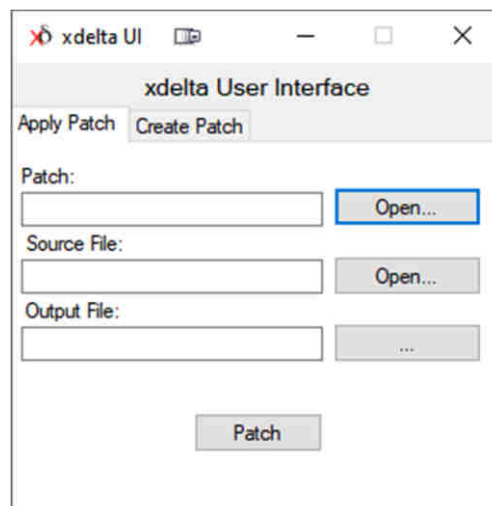 xdelta UI
xdelta User Interface
Apply Patch Create Patch
Patch:
Open...
Source File:
Open...
Output File:
...
Patch